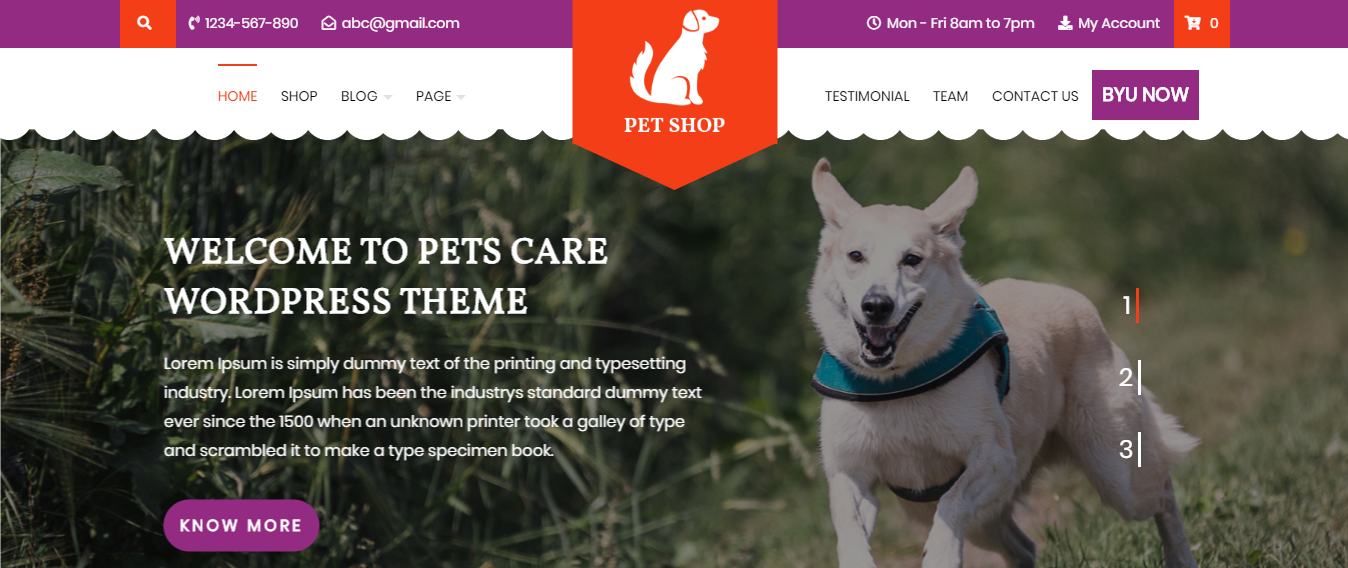 1234-567-890
abc@gmail.com
Mon - Fri 8am to 7pm
My Account
0
HOME
SHOP
BLOG
PAGE
PET SHOP
TESTIMONIAL
TEAM
CONTACT US
BYU NOW
WELCOME TO PETS CARE
WORDPRESS THEME
Lorem Ipsum is simply dummy text of the printing and typesetting
industry. Lorem Ipsum has been the industrys standard dummy text
ever since the 1500 when an unknown printer took a galley of type
and scrambled it to make a type specimen book.
KNOW MORE
1
2
3